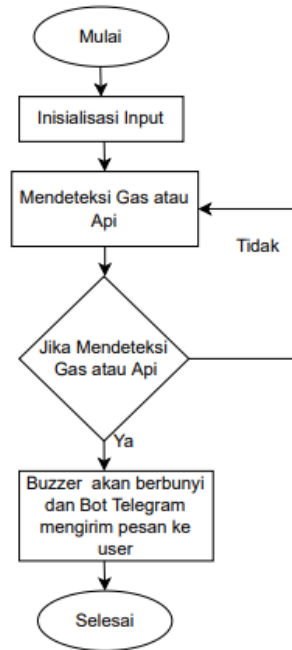 Mulai
Inisialisasi Input
Mendeteksi Gas atau
Api
Tidak
Jika Mendeteksi
Gas atau Api
Ya
Buzzer akan berbunyi
dan Bot Telegram
mengirim pesan ke
user
Selesai